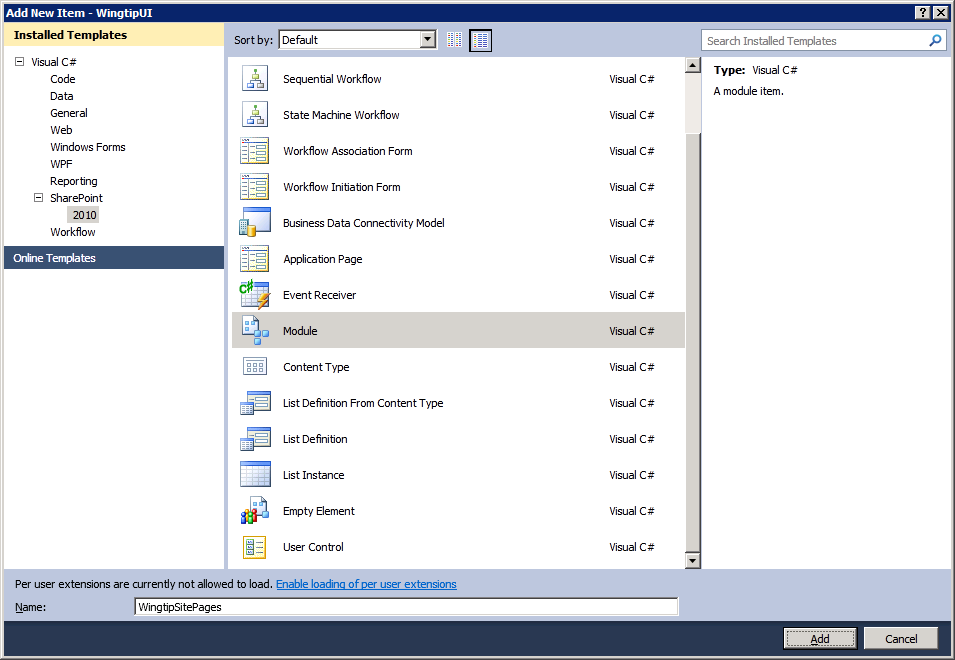 Add New Item - WingtipUI
Installed Templates
Visual C#
Code
Data
General
Web
Windows Forms
WPF
Reporting
SharePoint
2010
Workflow
Online Templates
Sort by: Default
Search Installed Templates
Sequential Workflow Visual C#
State Machine Workflow Visual C#
Workflow Association Form Visual C#
Workflow Initiation Form Visual C#
Business Data Connectivity Model Visual C#
Application Page Visual C#
Event Receiver Visual C#
Module Visual C#
Content Type Visual C#
List Definition From Content Type Visual C#
List Definition Visual C#
List Instance Visual C#
Empty Element Visual C#
User Control Visual C#
Type: Visual C#
A module item.
Per user extensions are currently not allowed to load. Enable loading of per user extensions
Name: WingtipSitePages
Add Cancel